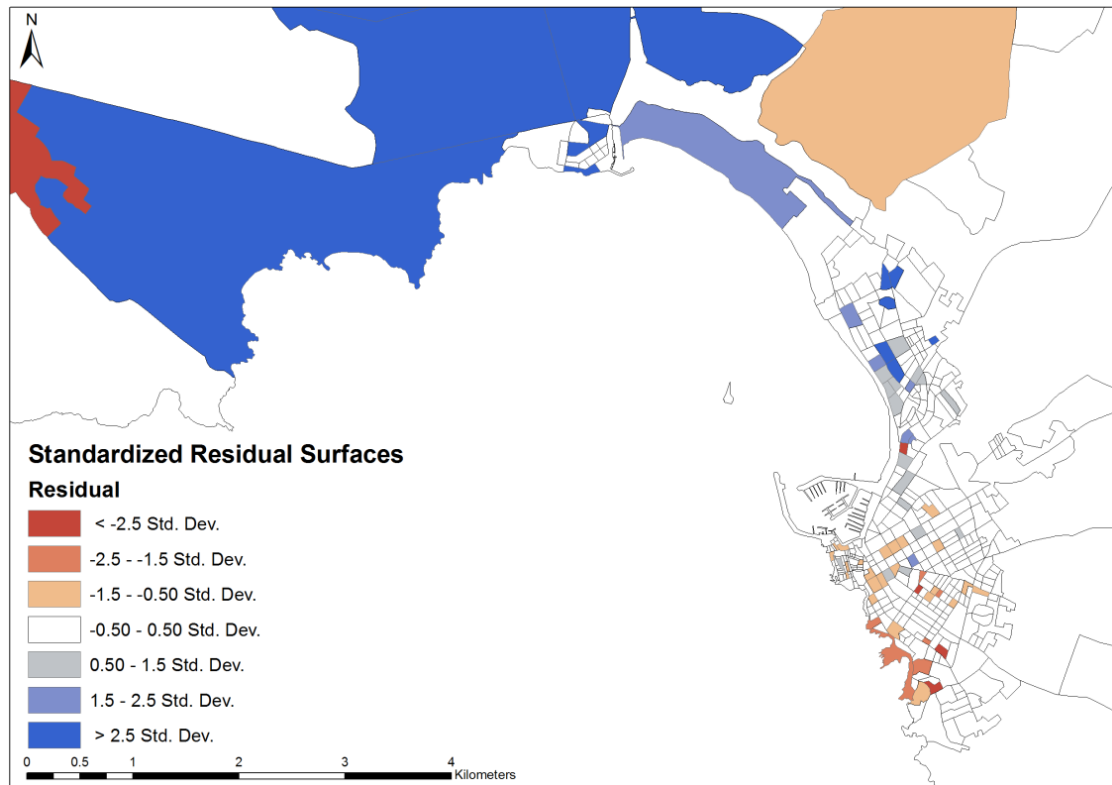 N
Standardized Residual Surfaces
Residual
< -2.5 Std. Dev.
-2.5 - -1.5 Std. Dev.
-1.5 - -0.50 Std. Dev.
-0.50 - 0.50 Std. Dev.
0.50 - 1.5 Std. Dev.
1.5 - 2.5 Std. Dev.
> 2.5 Std. Dev.
0 0.5 1 2 3 4
Kilometers